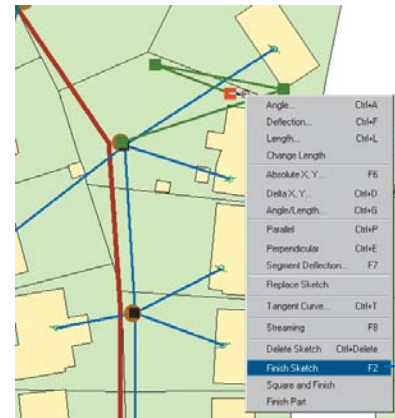 Angle... Ctrl+A
Deflection... Ctrl+F
Length... Ctrl+L
Change Length
Absolute X, Y... F6
Delta X, Y... Ctrl+D
Angle/Length... Ctrl+G
Parallel Ctrl+P
Perpendicular Ctrl+E
Segment Deflection... F7
Replace Sketch
Tangent Curve... Ctrl+T
Streaming F8
Delete Sketch Ctrl+Delete
Finish Sketch F2
Square and Finish
Finish Part